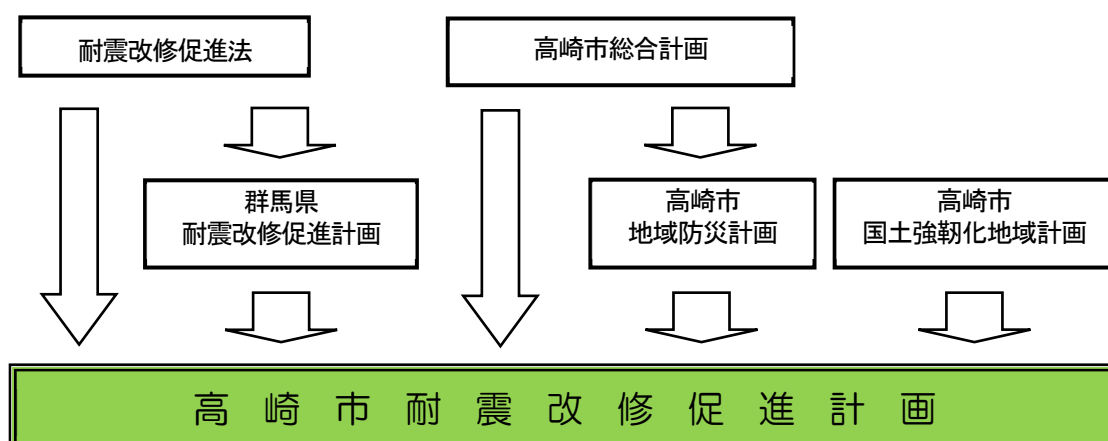 耐震改修促進法
高崎市総合計画
群馬県
耐震改修促進計画
高崎市
地域防災計画
高崎市
国土強靭化地域計画
高崎市耐震改修促進計画